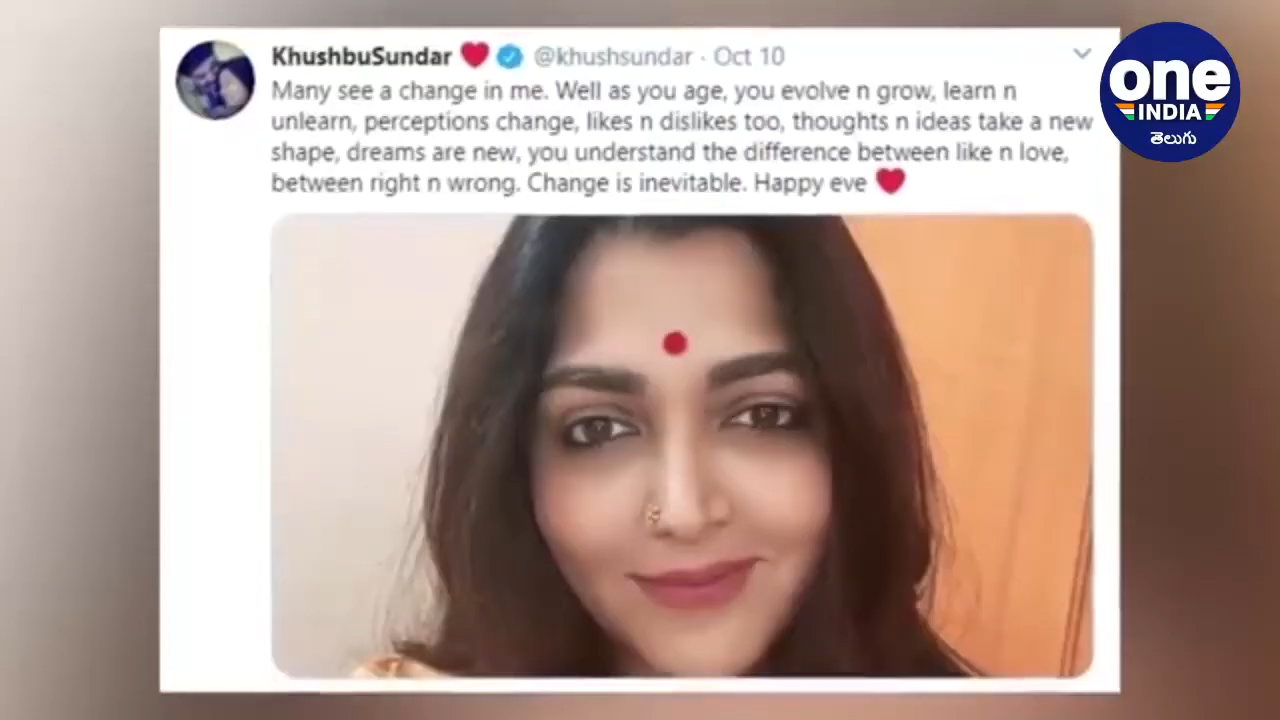 KhushbuSundar ❤️ @khushsundar · Oct 10
Many see a change in me. Well as you age, you evolve n grow, learn n
unlearn, perceptions change, likes n dislikes too, thoughts n ideas take a new
shape, dreams are new, you understand the difference between like n love,
between right n wrong. Change is inevitable. Happy eve ❤️
one
INDIA
తెలుగు